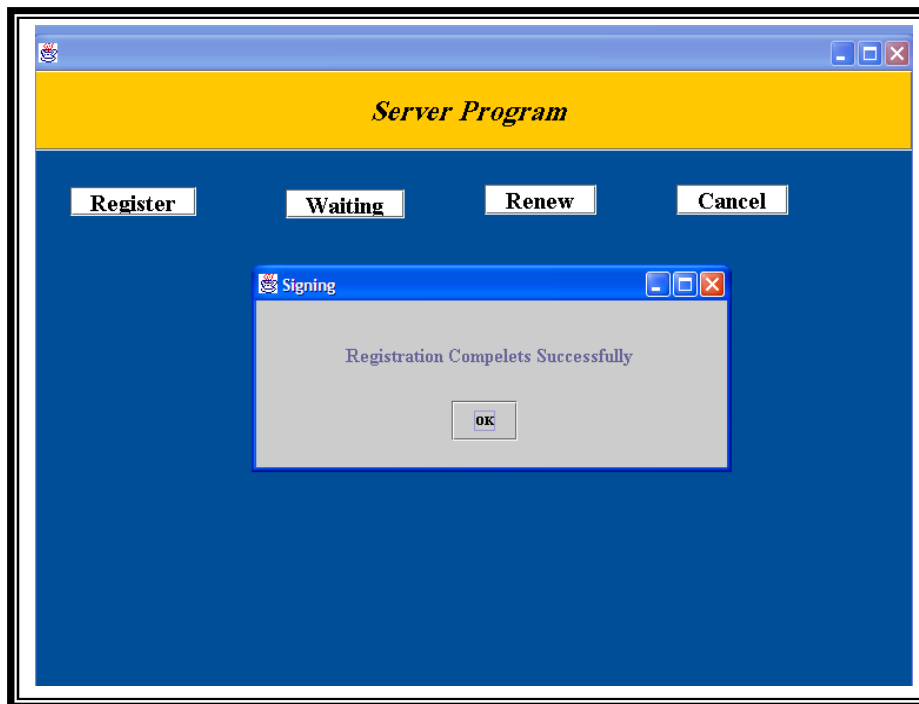 Server Program
Register Waiting Renew Cancel
Signing
Registration Compelets Successfully
OK